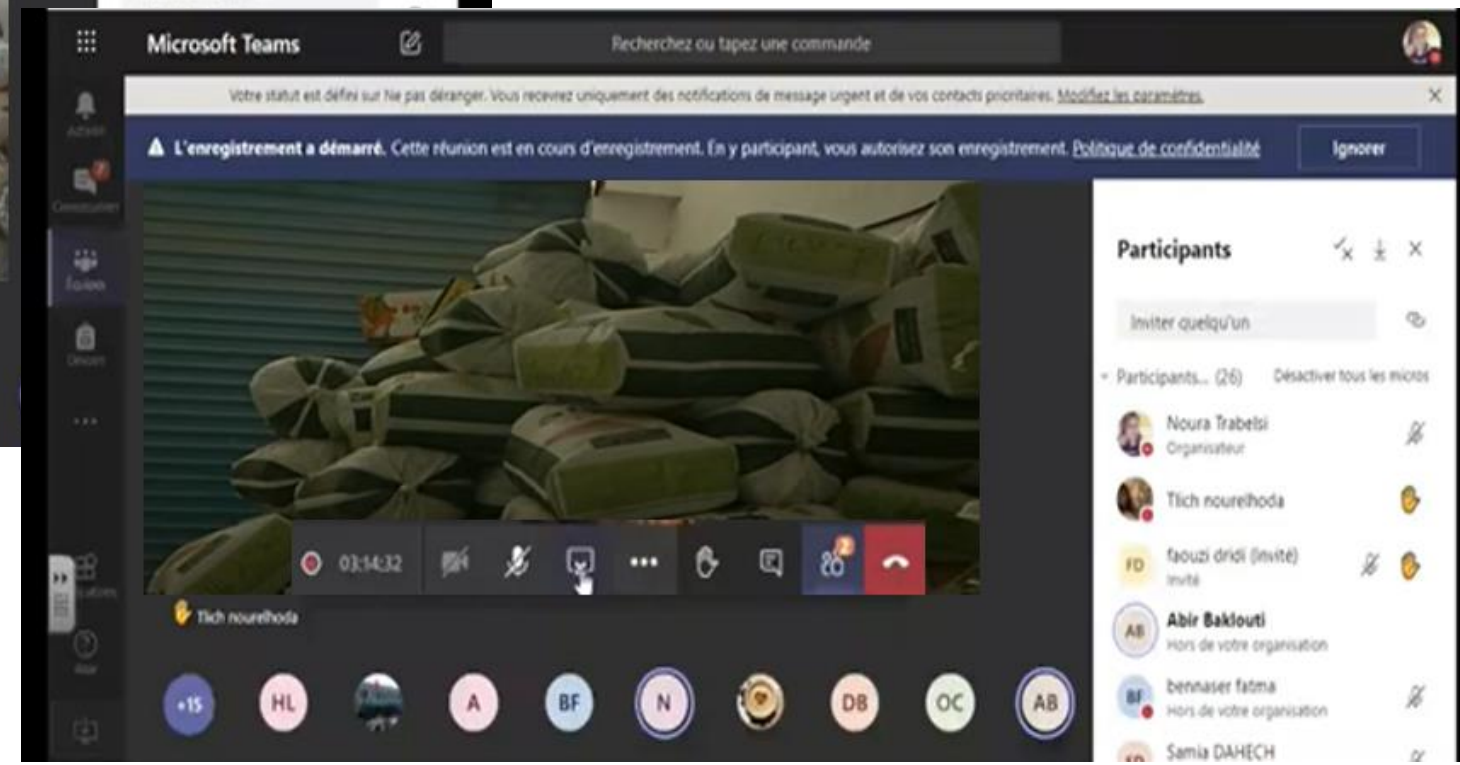 Microsoft Teams
Recherchez ou tapez une commande
Votre statut est défini sur Ne pas déranger. Vous recevrez uniquement des notifications de message urgent et de vos contacts prioritaires. Modifiez les paramètres.
L'enregistrement a démarré. Cette réunion est en cours d'enregistrement. En y participant, vous autorisez son enregistrement. Politique de confidentialité
Ignorer
Participants
Inviter quelqu'un
Participants... (26) Désactiver tous les micros
Noura Trabelsi
Organisateur
Tlich nourelhoda
FD
faouzi dridi (Invité)
Invité
AB
Abir Baklouti
Hors de votre organisation
BF
bennaser fatma
Hors de votre organisation
Samia DAHECH
03:14:32
2
Tlich nourelhoda
+15 HL A BF N DB OC AB